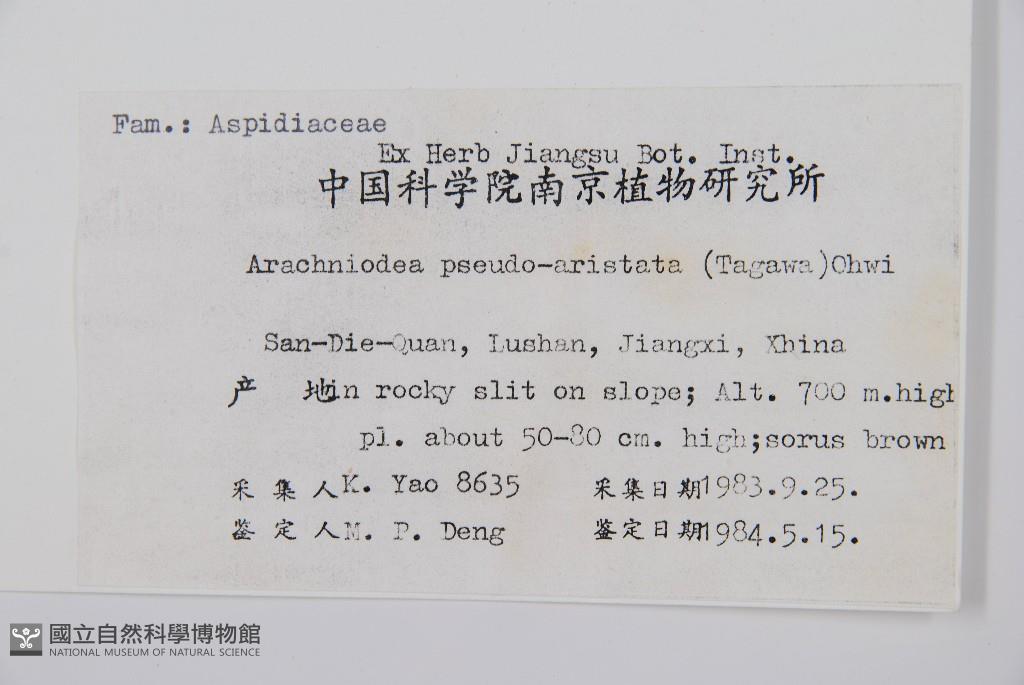 Fam.: Aspidiaceae
Ex Herb Jiangsu Bot. Inst.
中国科学院南京植物研究所
Arachniodea pseudo-aristata (Tagawa)Ohwi
San-Die-Quan, Lushan, Jiangxi, Xhina
产 地in rocky slit on slope; Alt. 700 m.high
pl. about 50-80 cm. high;sorus brown
采集人K. Yao 8635 采集日期1983.9.25.
鉴定人M. P. Deng 鉴定日期1984.5.15.
國立自然科學博物館
NATIONAL MUSEUM OF NATURAL SCIENCE